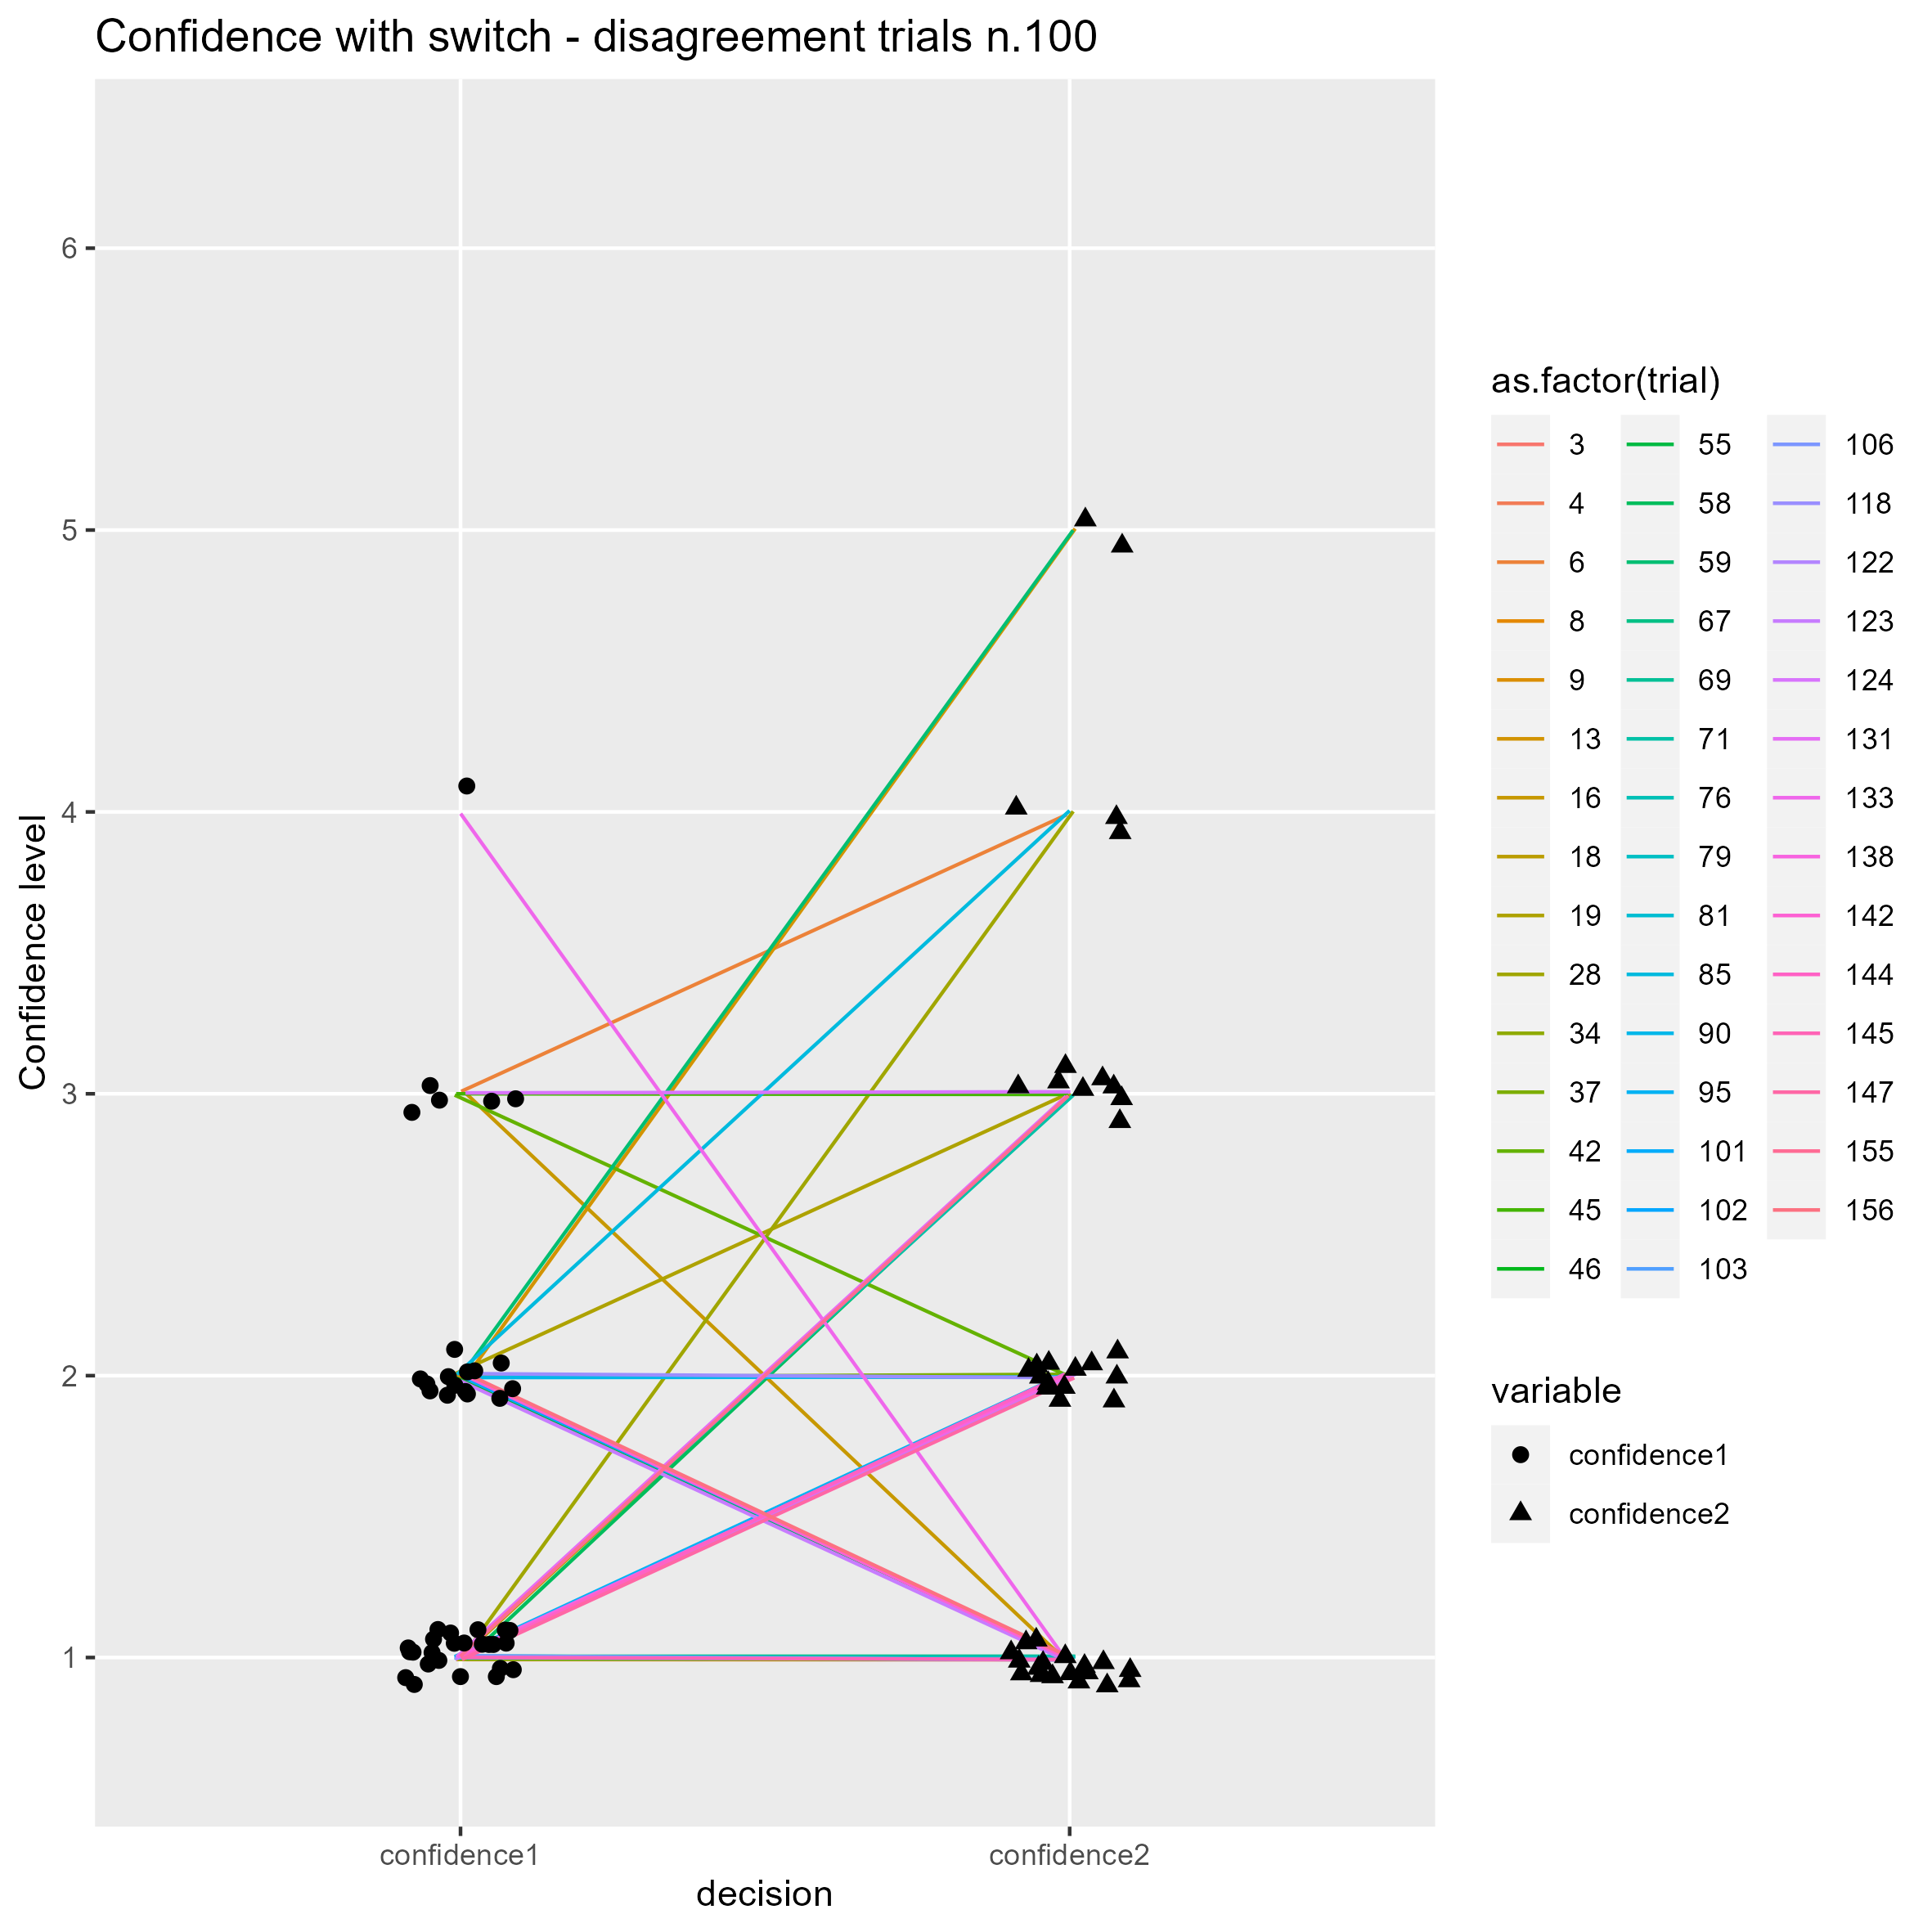 Confidence with switch - disagreement trials n.100
Confidence level
6
5
4
3
2
1
confidence1 confidence2
decision
as.factor(trial)
3 55 106
4 58 118
6 59 122
8 67 123
9 69 124
13 71 131
16 76 133
18 79 138
19 81 142
28 85 144
34 90 145
37 95 147
42 101 155
45 102 156
46 103
variable
confidence1
confidence2